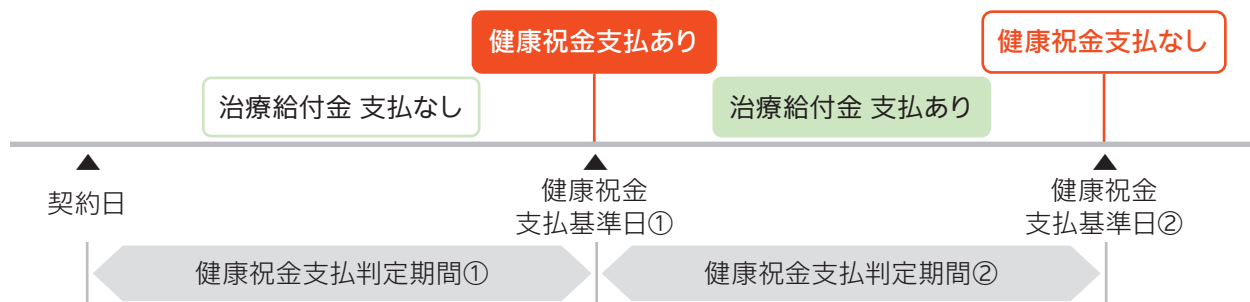 健康祝金支払あり
健康祝金支払なし
治療給付金 支払なし
治療給付金 支払あり
契約日
健康祝金
支払基準日①
健康祝金
支払基準日②
健康祝金支払判定期間①
健康祝金支払判定期間②